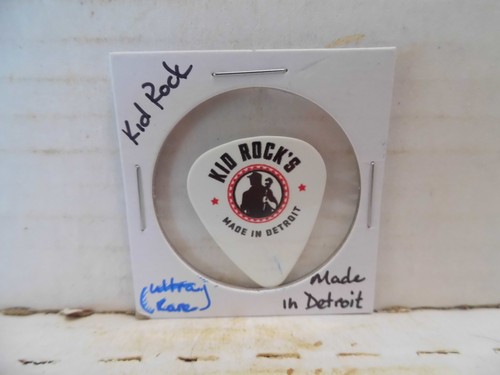 Kid Rock
KID ROCK'S
MADE IN DETROIT
(ultra
Rare)
Made
in Detroit